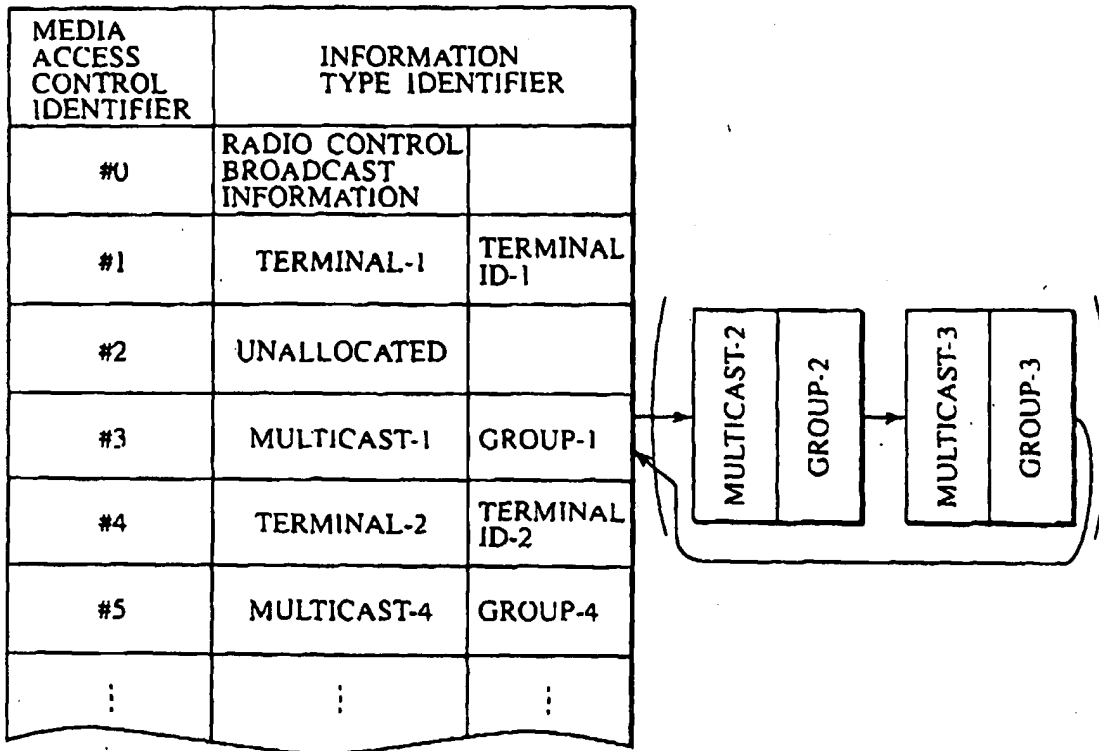 MEDIA
ACCESS
CONTROL
IDENTIFIER
INFORMATION
TYPE IDENTIFIER
#0
RADIO CONTROL
BROADCAST
INFORMATION
#1
TERMINAL-1
TERMINAL
ID-1
#2
UNALLOCATED
#3
MULTICAST-1
GROUP-1
MULTICAST-2
GROUP-2
MULTICAST-3
GROUP-3
#4
TERMINAL-2
TERMINAL
ID-2
#5
MULTICAST-4
GROUP-4